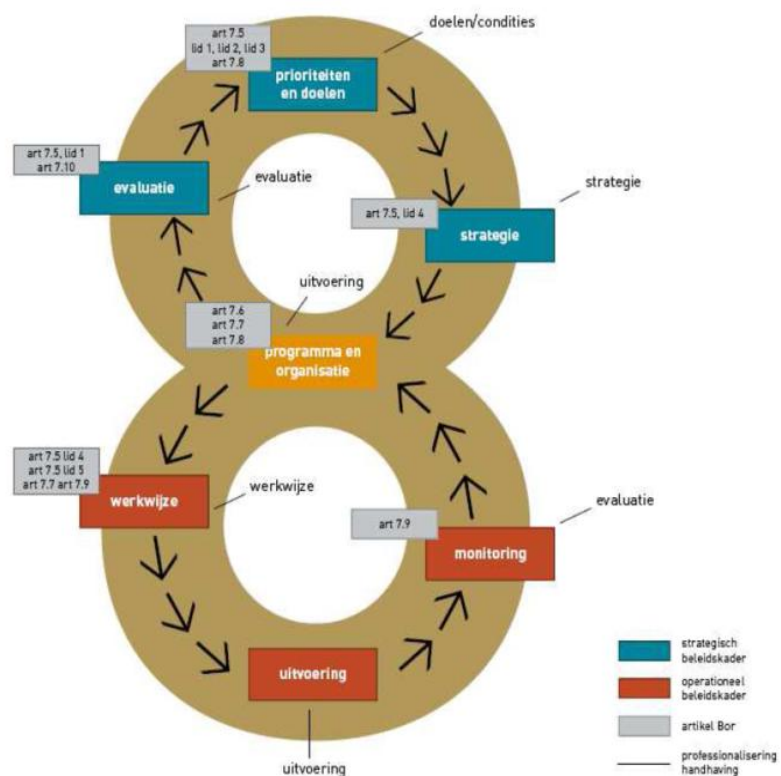 doelen/condities
art 7.5
lid 1, lid 2, lid 3
art 7.8
prioriteiten
en doelen
art 7.5, lid 1
art 7.10
evaluatie
evaluatie
strategie
art 7.5, lid 4
strategie
uitvoering
art 7.6
art 7.7
art 7.8
programma en
organisatie
art 7.5 lid 4
art 7.5 lid 5
art 7.7 art 7.9
werkwijze
werkwijze
evaluatie
art 7.9
monitoring
uitvoering
uitvoering
strategisch
beleidskader
operationeel
beleidskader
artikel Bor
professionalisering
handhaving